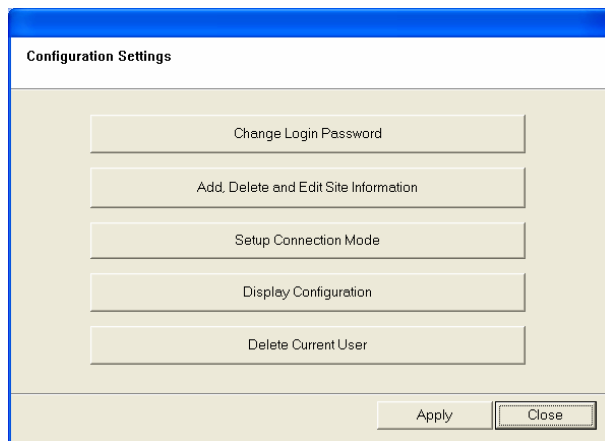 Configuration Settings
Change Login Password
Add, Delete and Edit Site Information
Setup Connection Mode
Display Configuration
Delete Current User
Apply Close